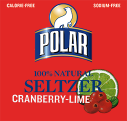 CALORIE-FREE SODIUM-FREE
POLAR
100% NATURAL
SELTZER
CRANBERRY-LIME